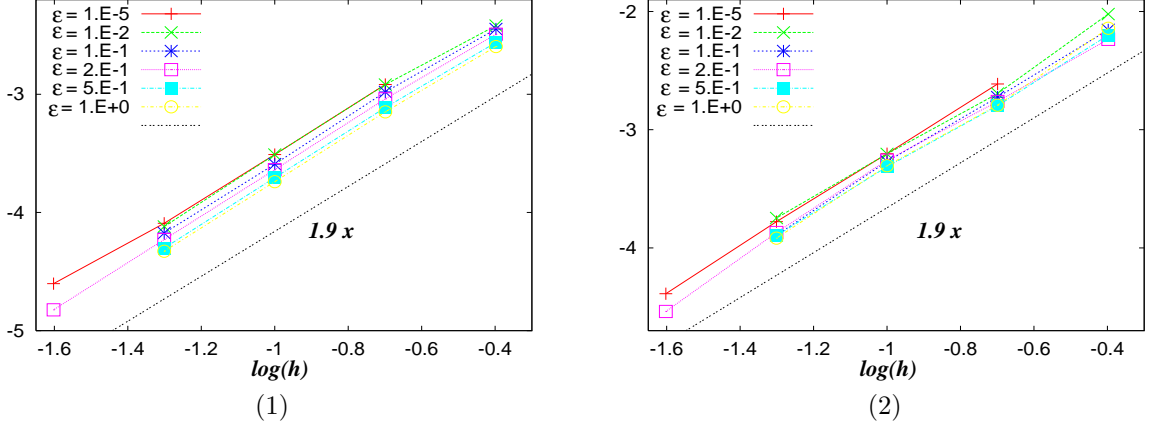 ε = 1.E-5
ε = 1.E-2
ε = 1.E-1
ε = 2.E-1
ε = 5.E-1
ε = 1.E+0
-3
-4
-5
1.9 x
-1.6 -1.4 -1.2 -1 -0.8 -0.6 -0.4
log(h)
(1)
-2
ε = 1.E-5
ε = 1.E-2
ε = 1.E-1
ε = 2.E-1
ε = 5.E-1
ε = 1.E+0
-3
-4
1.9 x
-1.6 -1.4 -1.2 -1 -0.8 -0.6 -0.4
log(h)
(2)